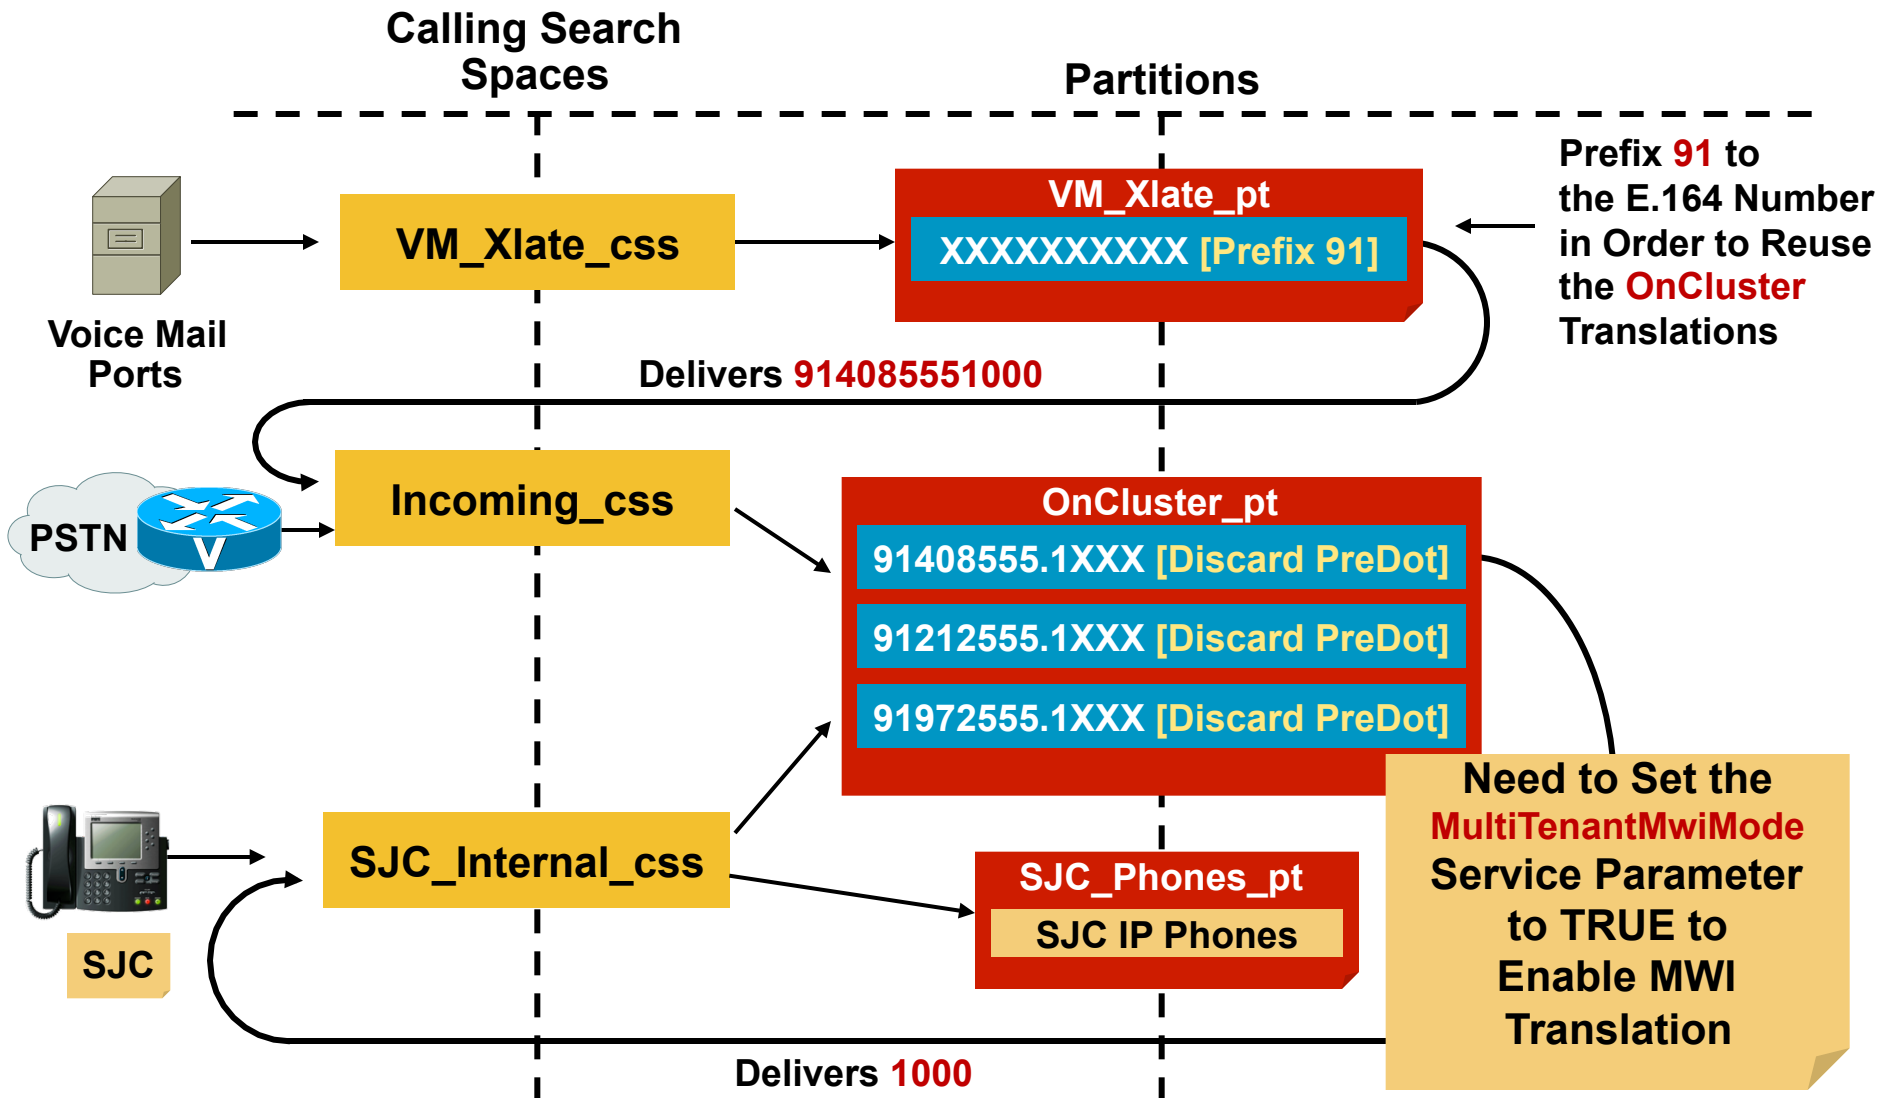 Calling Search
Spaces
Partitions
Prefix 91 to
the E.164 Number
in Order to Reuse
the OnCluster
Translations
VM_Xlate_css
VM_Xlate_pt
XXXXXXXXXX [Prefix 91]
Voice Mail
Ports
Delivers 914085551000
PSTN
V
Incoming_css
OnCluster_pt
91408555.1XXX [Discard PreDot]
91212555.1XXX [Discard PreDot]
91972555.1XXX [Discard PreDot]
SJC
SJC_Internal_css
SJC_Phones_pt
SJC IP Phones
Need to Set the
MultiTenantMwiMode
Service Parameter
to TRUE to
Enable MWI
Translation
Delivers 1000